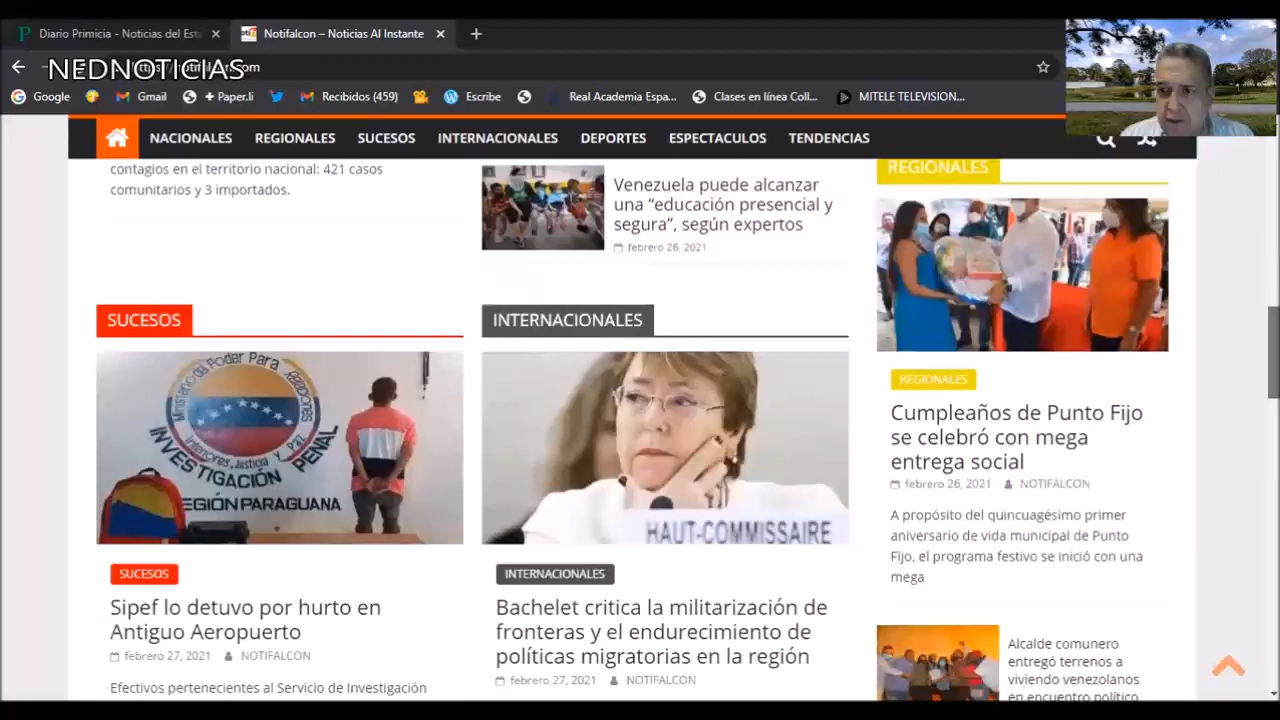 Diario Primicia - Noticias del Esta
Notifalcon – Noticias Al Instante
NEDNOTICIAS
Google
Gmail
+ Paper.li
Recibidos (459)
Escribe
Real Academia Espa...
Clases en línea Coll...
MITELE TELEVISION...
NACIONALES
REGIONALES
SUCESOS
INTERNACIONALES
DEPORTES
ESPECTACULOS
TENDENCIAS
contagios en el territorio nacional: 421 casos
comunitarios y 3 importados.
Venezuela puede alcanzar
una “educación presencial y
segura”, según expertos
febrero 26, 2021
REGIONALES
REGIONALES
Cumpleaños de Punto Fijo
se celebró con mega
entrega social
febrero 26, 2021 NOTIFALCON
A propósito del quincuagésimo primer
aniversario de vida municipal de Punto
Fijo, el programa festivo se inició con una
mega
Alcalde comunero
entregó terrenos a
viviendo venezolanos
en encuentro político
SUCESOS
INVESTIGACIÓN
PENAL
REGIÓN PARAGUANA
SUCESOS
Sipef lo detuvo por hurto en
Antiguo Aeropuerto
febrero 27, 2021 NOTIFALCON
Efectivos pertenecientes al Servicio de Investigación
INTERNACIONALES
HAUT-COMMISSAIRE
INTERNACIONALES
Bachelet critica la militarización de
fronteras y el endurecimiento de
políticas migratorias en la región
febrero 27, 2021 NOTIFALCON